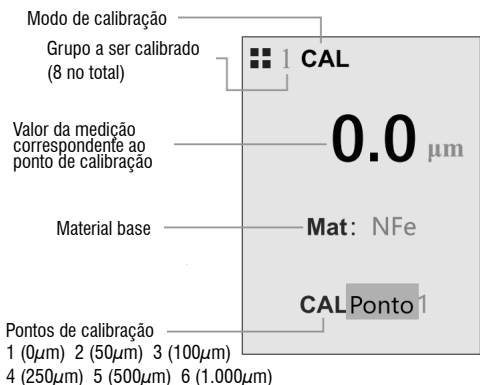 Modo de calibração
Grupo a ser calibrado
(8 no total)
1 CAL
Valor da medição
correspondente ao
ponto de calibração
0.0 µm
Material base
Mat: NFe
CAL Ponto 1
Pontos de calibração
1 (0µm) 2 (50µm) 3 (100µm)
4 (250µm) 5 (500µm) 6 (1.000µm)